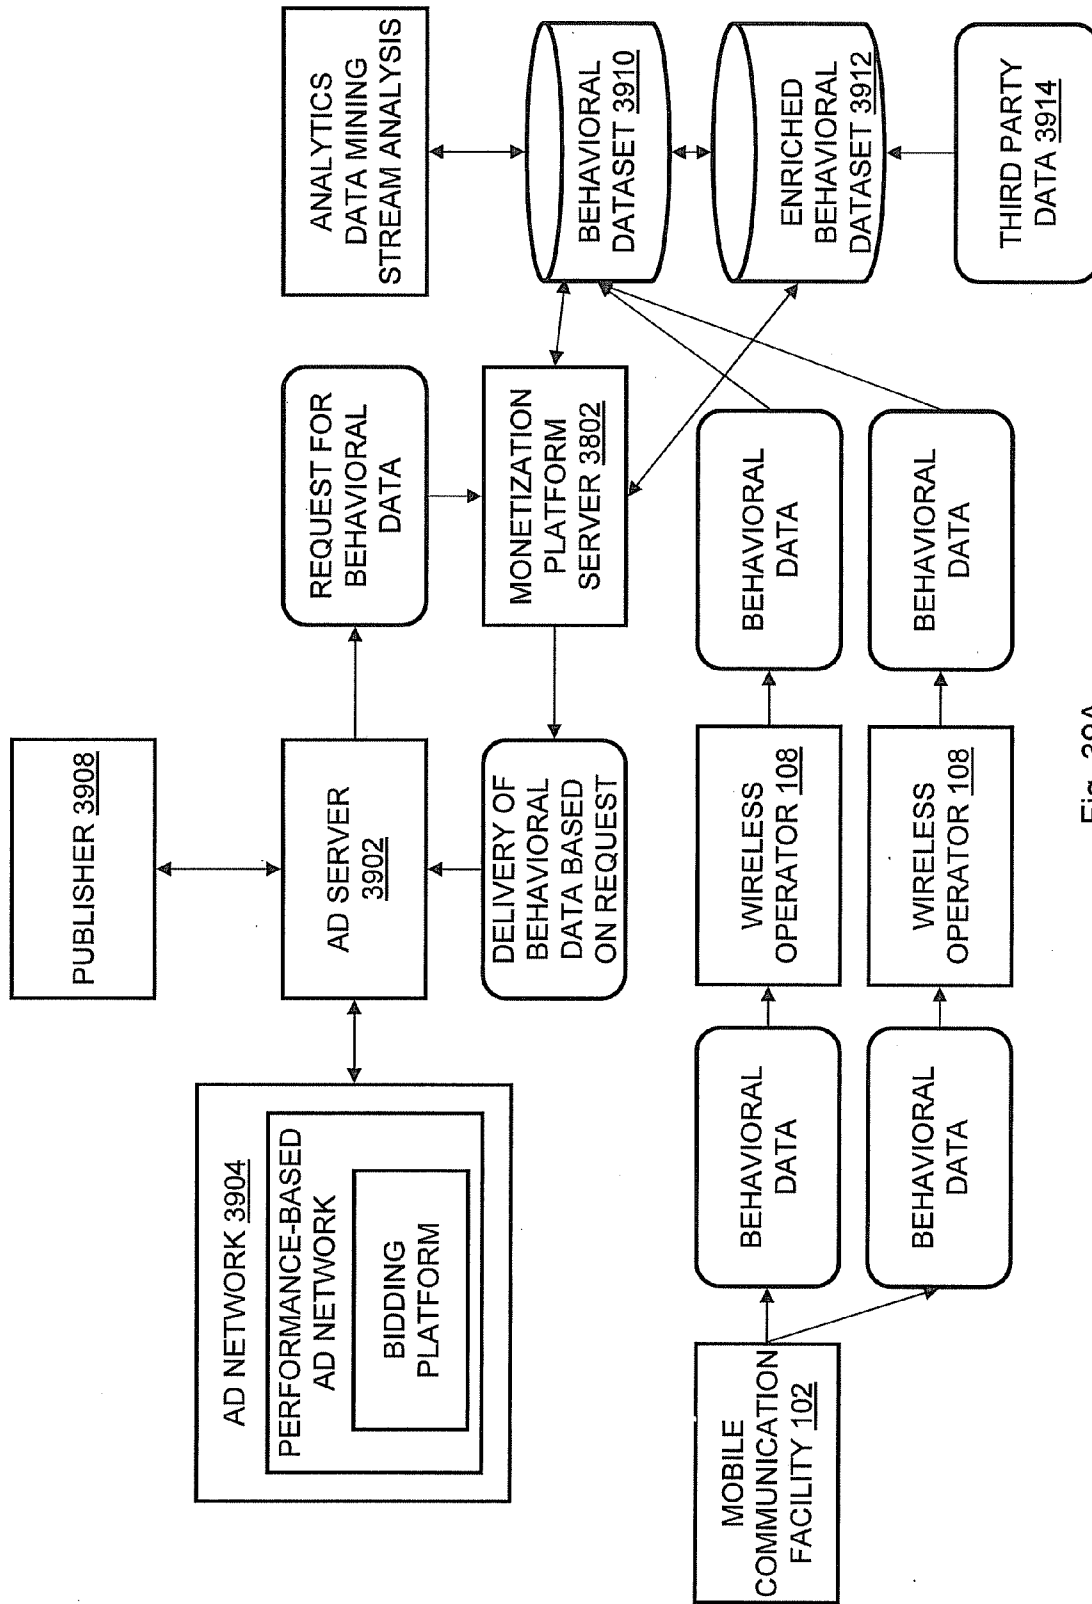 PUBLISHER 3908
AD NETWORK 3904
PERFORMANCE-BASED
AD NETWORK
BIDDING
PLATFORM
AD SERVER
3902
REQUEST FOR
BEHAVIORAL
DATA
ANALYTICS
DATA MINING
STREAM ANALYSIS
DELIVERY OF
BEHAVIORAL
DATA BASED
ON REQUEST
MONETIZATION
PLATFORM
SERVER 3802
BEHAVIORAL
DATASET 3910
MOBILE
COMMUNICATION
FACILITY 102
BEHAVIORAL
DATA
WIRELESS
OPERATOR 108
BEHAVIORAL
DATA
ENRICHED
BEHAVIORAL
DATASET 3912
BEHAVIORAL
DATA
WIRELESS
OPERATOR 108
BEHAVIORAL
DATA
THIRD PARTY
DATA 3914
Fig. 39A